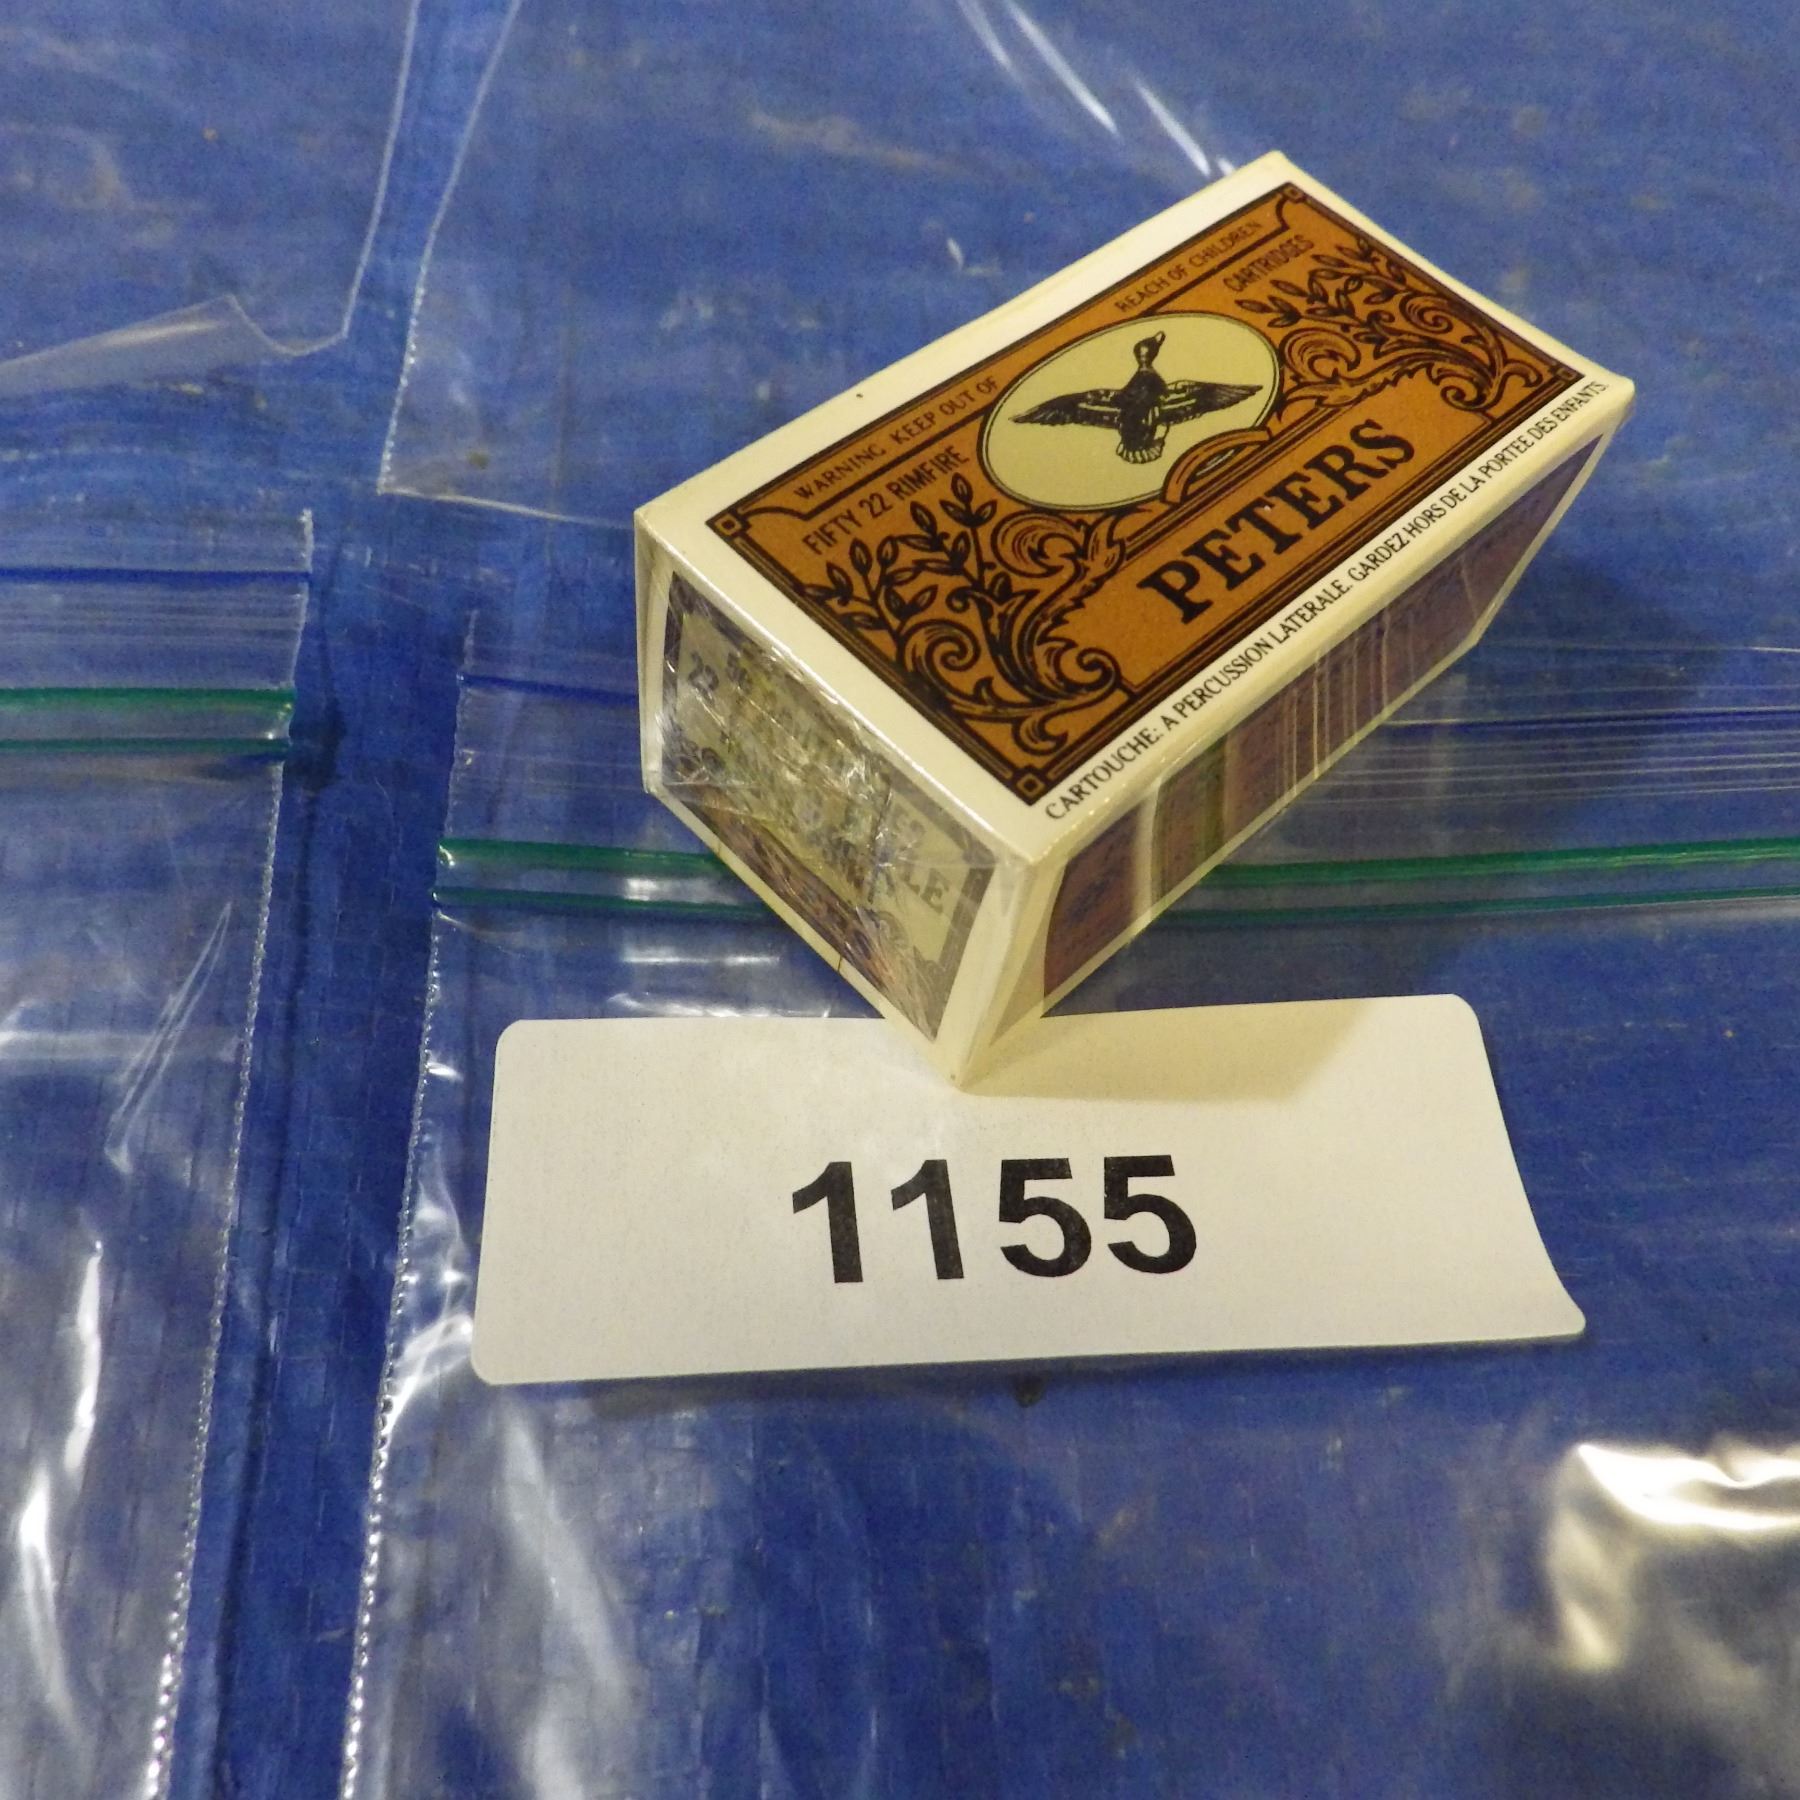 WARNING. KEEP OUT OF REACH OF CHILDREN
FIFTY 22 RIMFIRE CARTRIDGES
PETERS
CARTOUCHE: A PERCUSSION LATERALE. GARDEZ HORS DE LA PORTEE DES ENFANTS.
22
1155